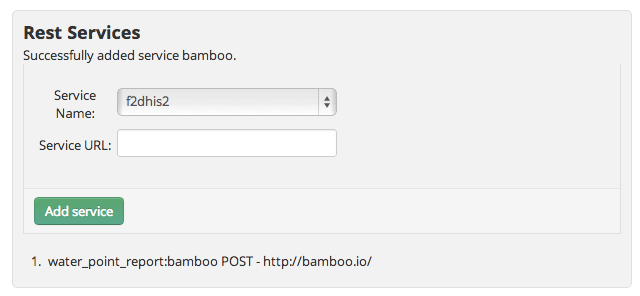 Rest Services
Successfully added service bamboo.
Service
Name:
f2dhis2
Service URL:
Add service
1. water_point_report:bamboo POST - http://bamboo.io/